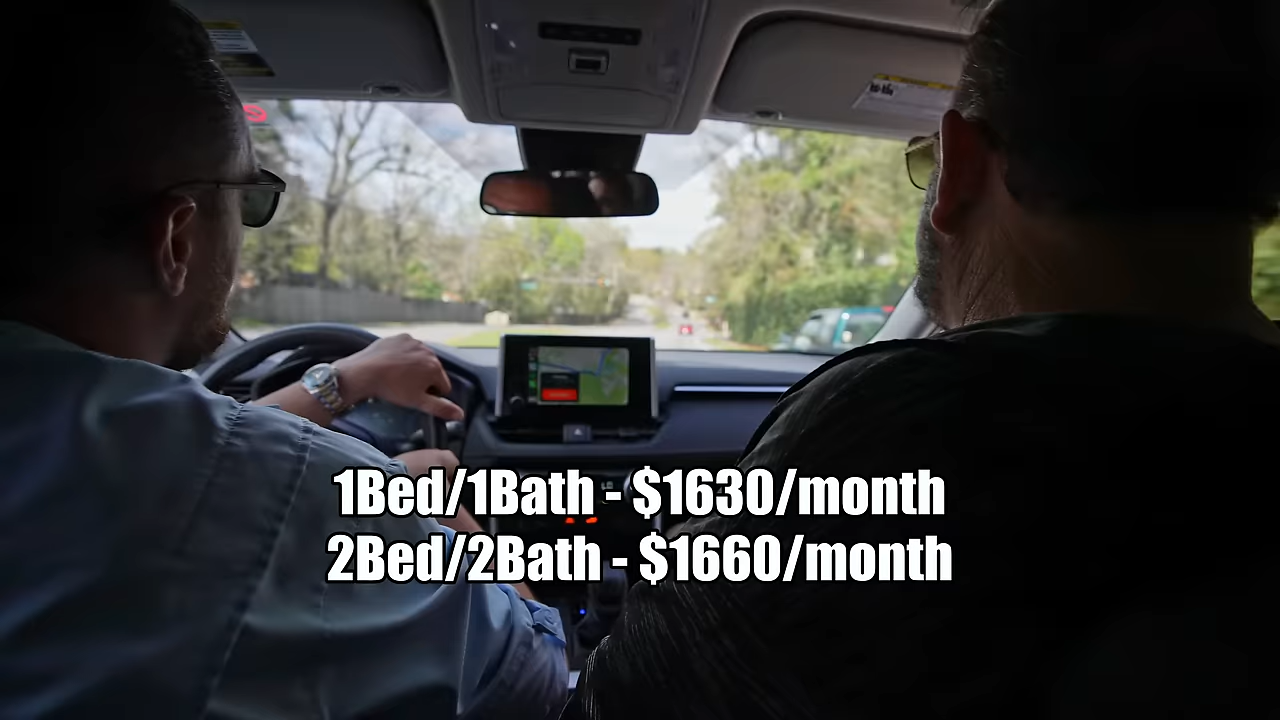 1Bed/1Bath - $1630/month
2Bed/2Bath - $1660/month